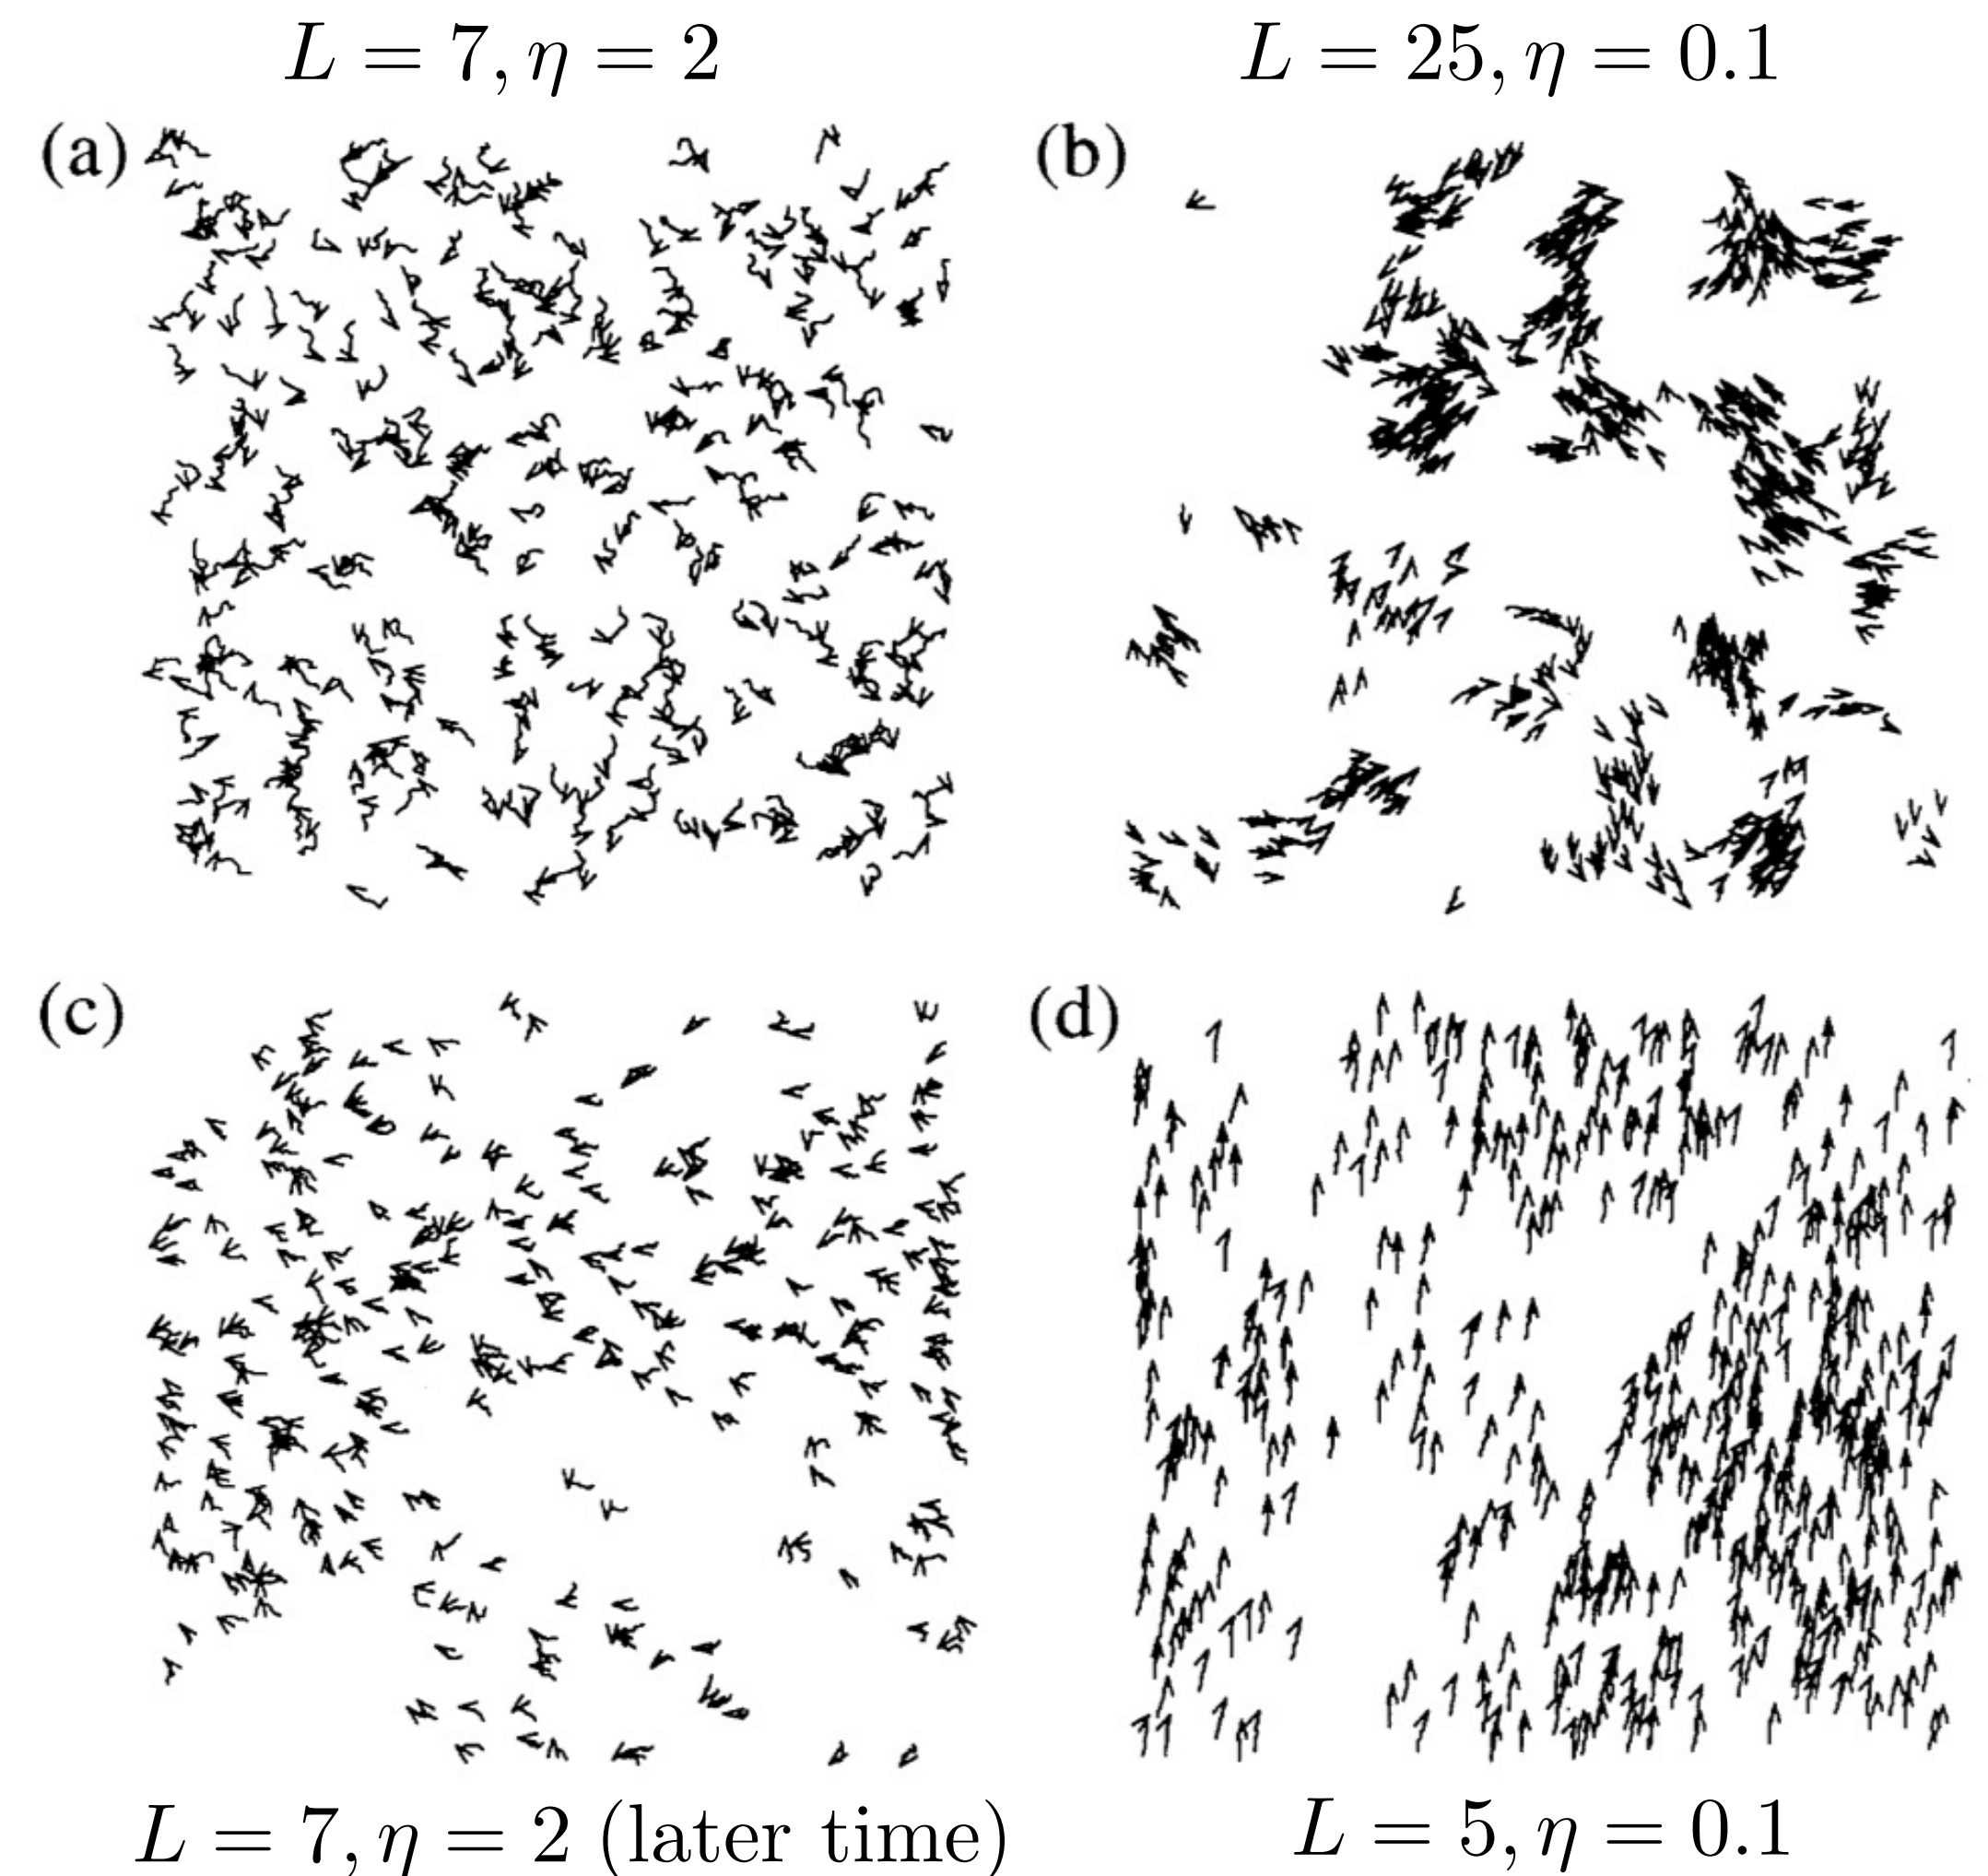 L = 7, η = 2
L = 25, η = 0.1
(a)
(b)
(c)
(d)
L = 7, η = 2 (later time)
L = 5, η = 0.1